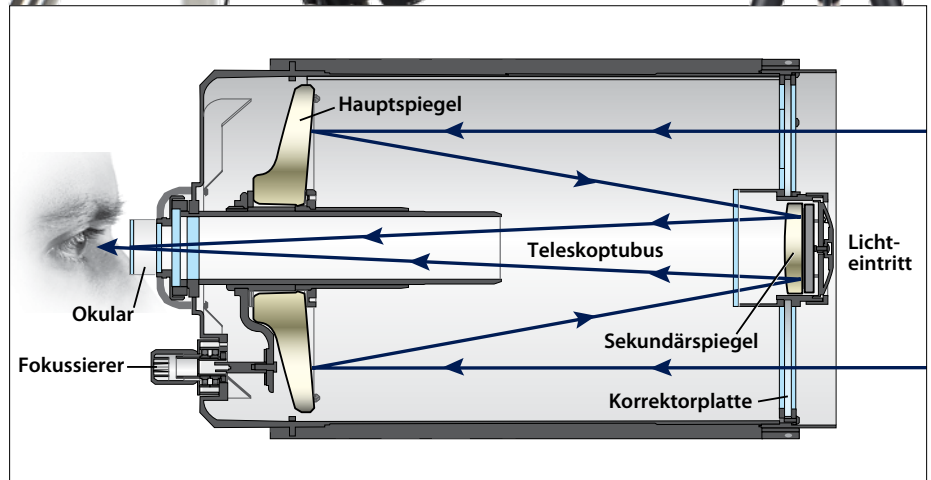 Hauptspiegel
Teleskoptubus
Licht-
eintritt
Okular
Sekundärspiegel
Fokussierer
Korrektorplatte